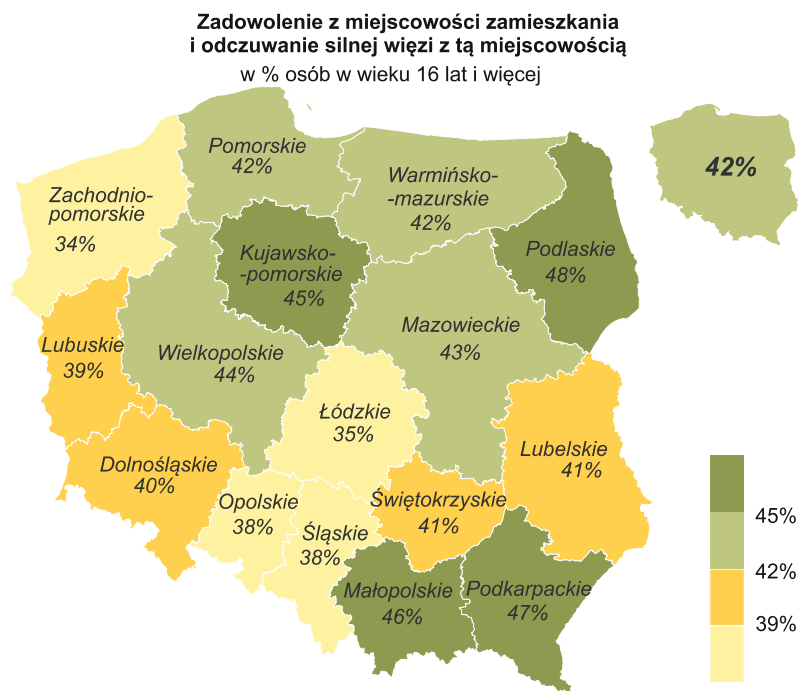 Zadowolenie z miejscowości zamieszkania
i odczuwanie silnej więzi z tą miejscowością
w % osób w wieku 16 lat i więcej
Pomorskie
42%
Warmińsko-
-mazurskie
42%
42%
Zachodnio-
pomorskie
34%
Kujawsko-
-pomorskie
45%
Podlaskie
48%
Lubuskie
39%
Wielkopolskie
44%
Mazowieckie
43%
Łódzkie
35%
Dolnośląskie
40%
Lubelskie
41%
Opolskie
38%
Śląskie
38%
Świętokrzyskie
41%
Małopolskie
46%
Podkarpackie
47%
45%
42%
39%